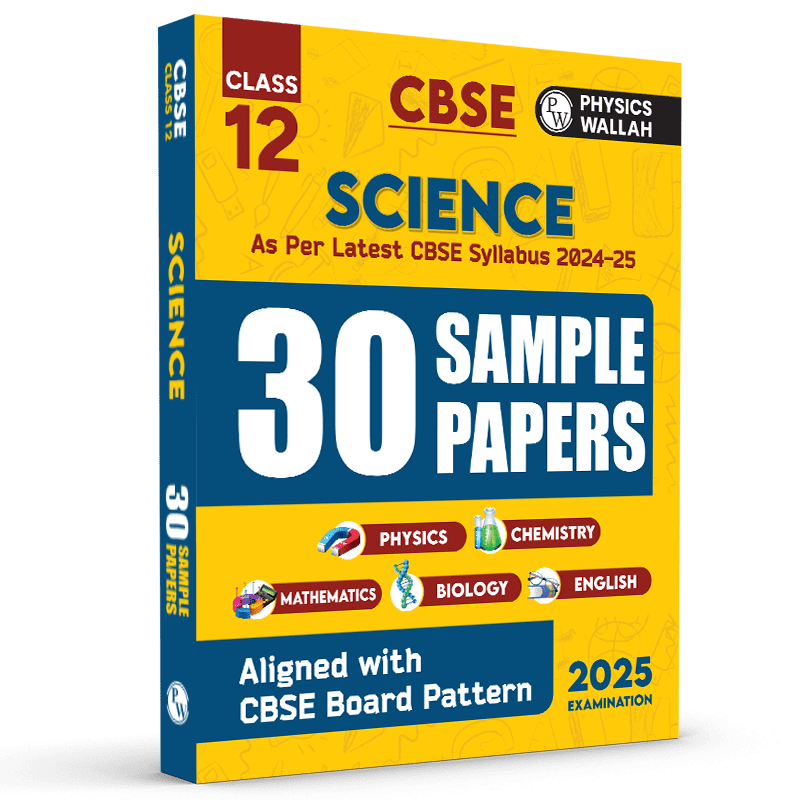 CBSE
CLASS 12
SCIENCE
30
SAMPLE
PAPERS
PW
CLASS
12
CBSE
PW
PHYSICS
WALLAH
SCIENCE
As Per Latest CBSE Syllabus 2024-25
30
SAMPLE
PAPERS
PHYSICS
CHEMISTRY
MATHEMATICS
BIOLOGY
ENGLISH
Aligned with
CBSE Board Pattern
2025
EXAMINATION